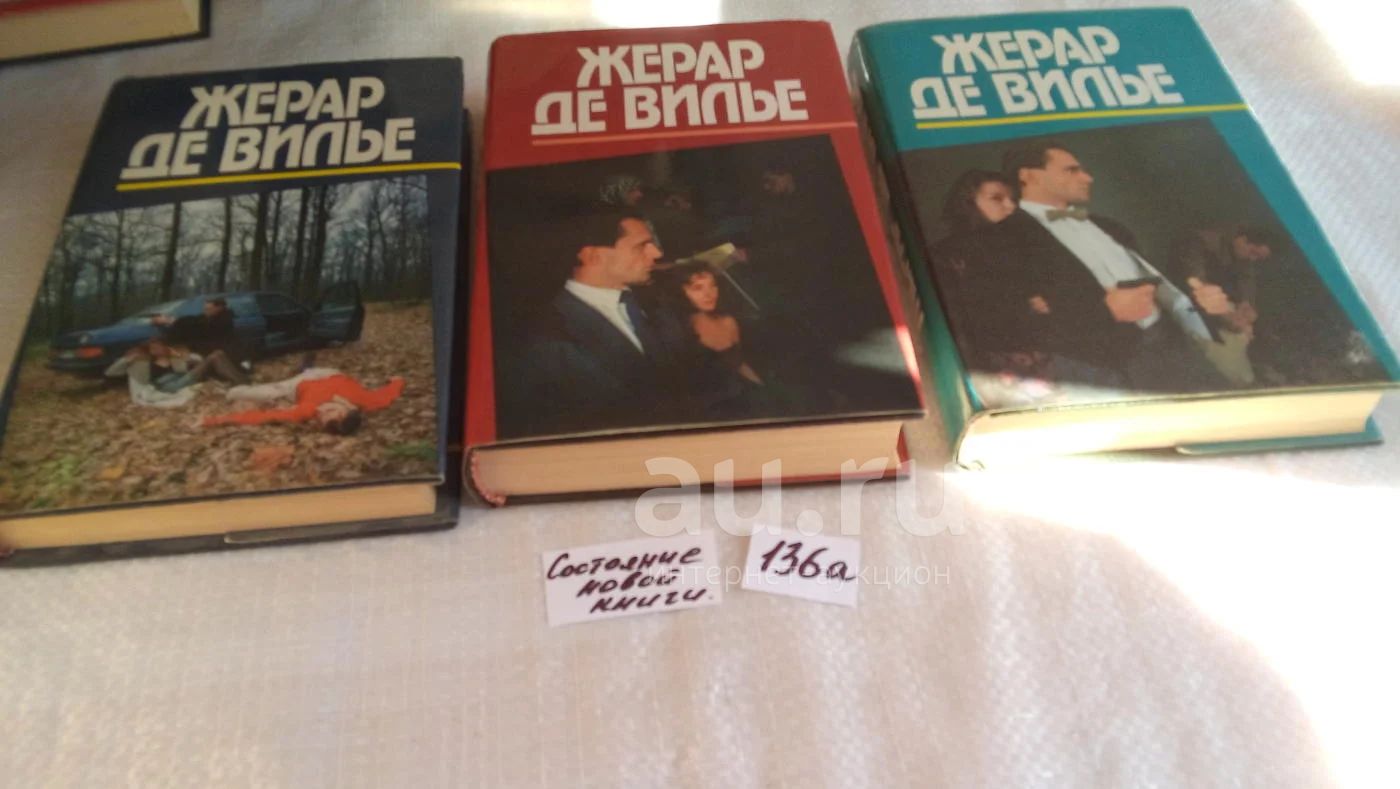 ЖЕРАР
ДЕ ВИЛЬЕ
ЖЕРАР
ДЕ ВИЛЬЕ
ЖЕРАР
ДЕ ВИЛЬЕ
au.ru
интернет аукцион
Состояние
новой
книги.
136а